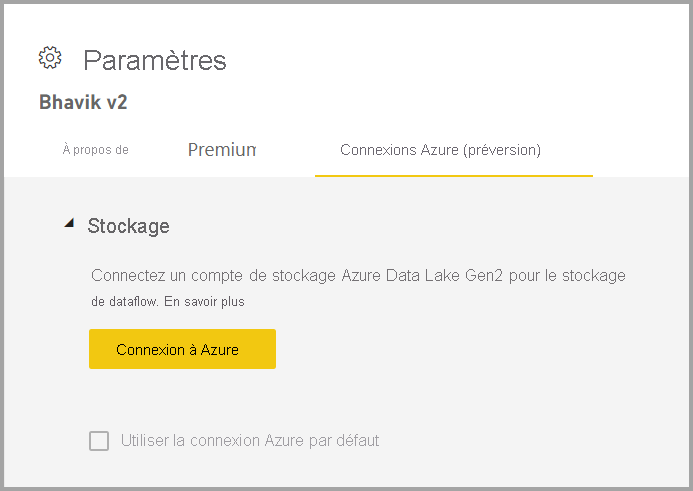 Paramètres
Bhavik v2
À propos de Premium Connexions Azure (préversion)
Stockage
Connectez un compte de stockage Azure Data Lake Gen2 pour le stockage
de dataflow. En savoir plus
Connexion à Azure
Utiliser la connexion Azure par défaut